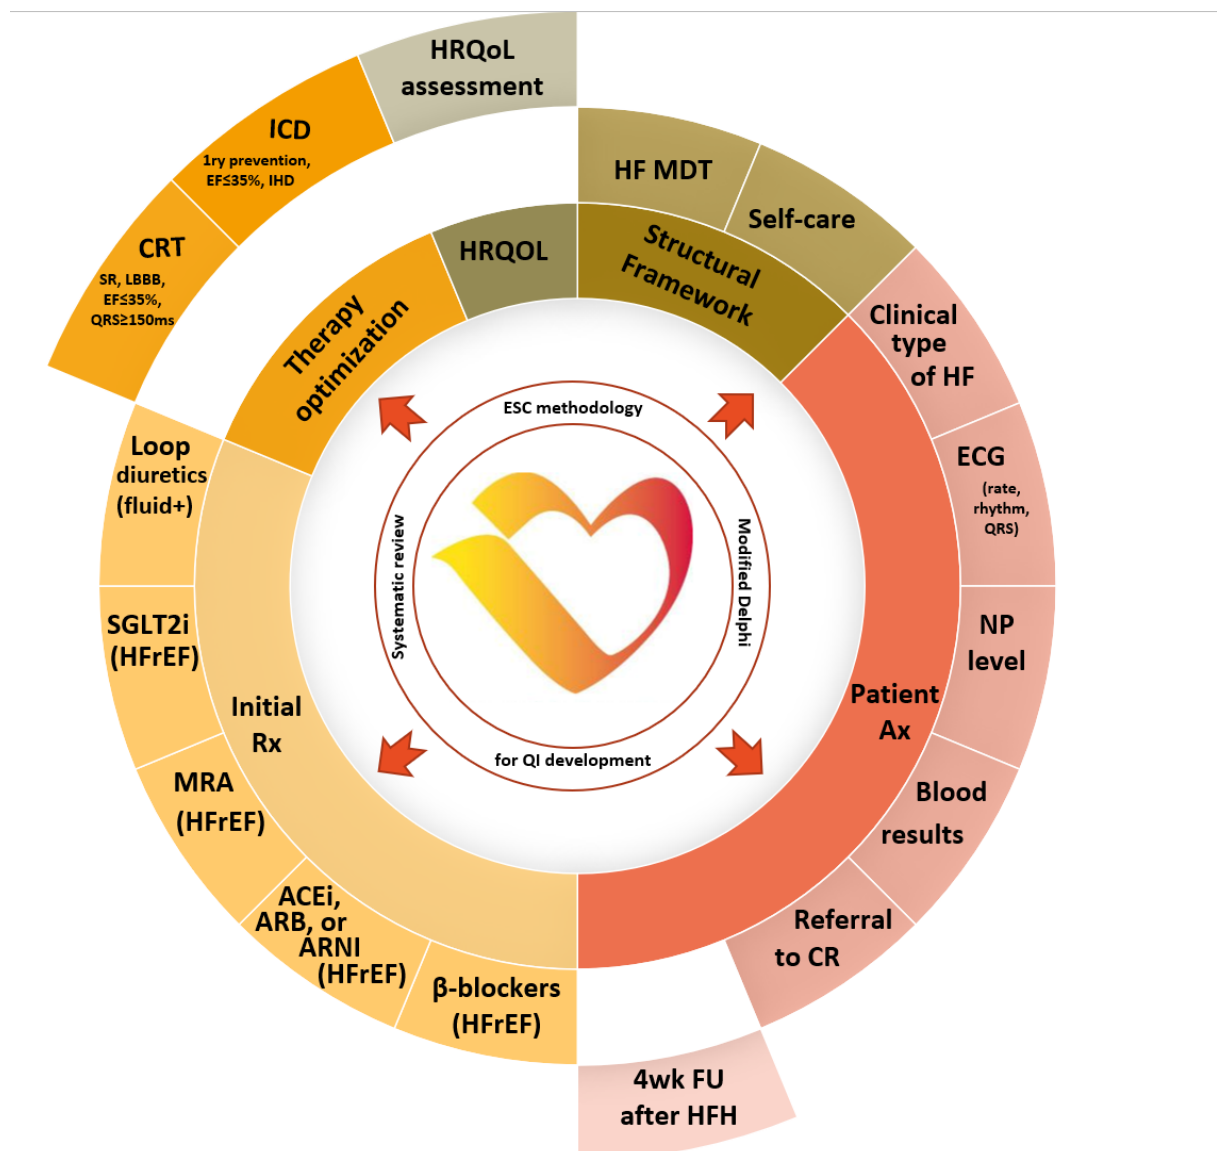 HRQoL
assessment
ICD
1ry prevention,
EF≤35%, IHD
CRT
SR, LBBB,
EF≤35%,
QRS≥150ms
HF MDT
Self-care
HRQOL
Structural
Framework
Therapy
optimization
Clinical
type
of HF
ECG
(rate,
rhythm,
QRS)
NP
level
Patient
Ax
Blood
results
Referral
to CR
4wk FU
after HFH
β-blockers
(HFrEF)
ACEi,
ARB, or
ARNI
(HFrEF)
MRA
(HFrEF)
SGLT2i
(HFrEF)
Loop
diuretics
(fluid+)
Initial
Rx
ESC methodology
Modified Delphi
for QI development
Systematic review